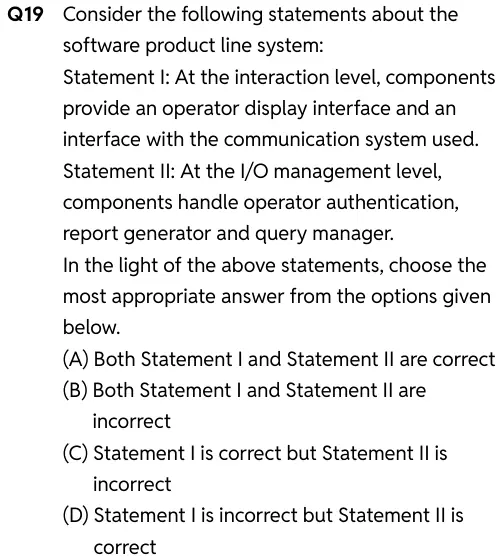 Q19 Consider the following statements about the
software product line system:
Statement I: At the interaction level, components
provide an operator display interface and an
interface with the communication system used.
Statement II: At the I/O management level,
components handle operator authentication,
report generator and query manager.
In the light of the above statements, choose the
most appropriate answer from the options given
below.
(A) Both Statement I and Statement II are correct
(B) Both Statement I and Statement II are
incorrect
(C) Statement I is correct but Statement II is
incorrect
(D) Statement I is incorrect but Statement II is
correct